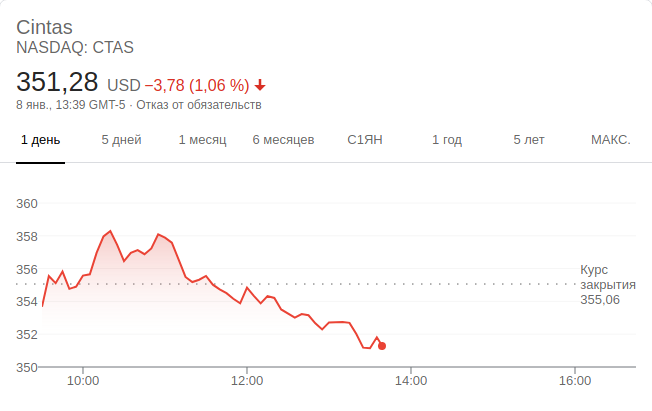 Cintas
NASDAQ: CTAS
351,28 USD −3,78 (1,06 %)
8 янв., 13:39 GMT-5 · Отказ от обязательств
1 день 5 дней 1 месяц 6 месяцев С1ЯН 1 год 5 лет МАКС.
360
358
356
354
352
350
Курс
закрытия
355,06
10:00 12:00 14:00 16:00